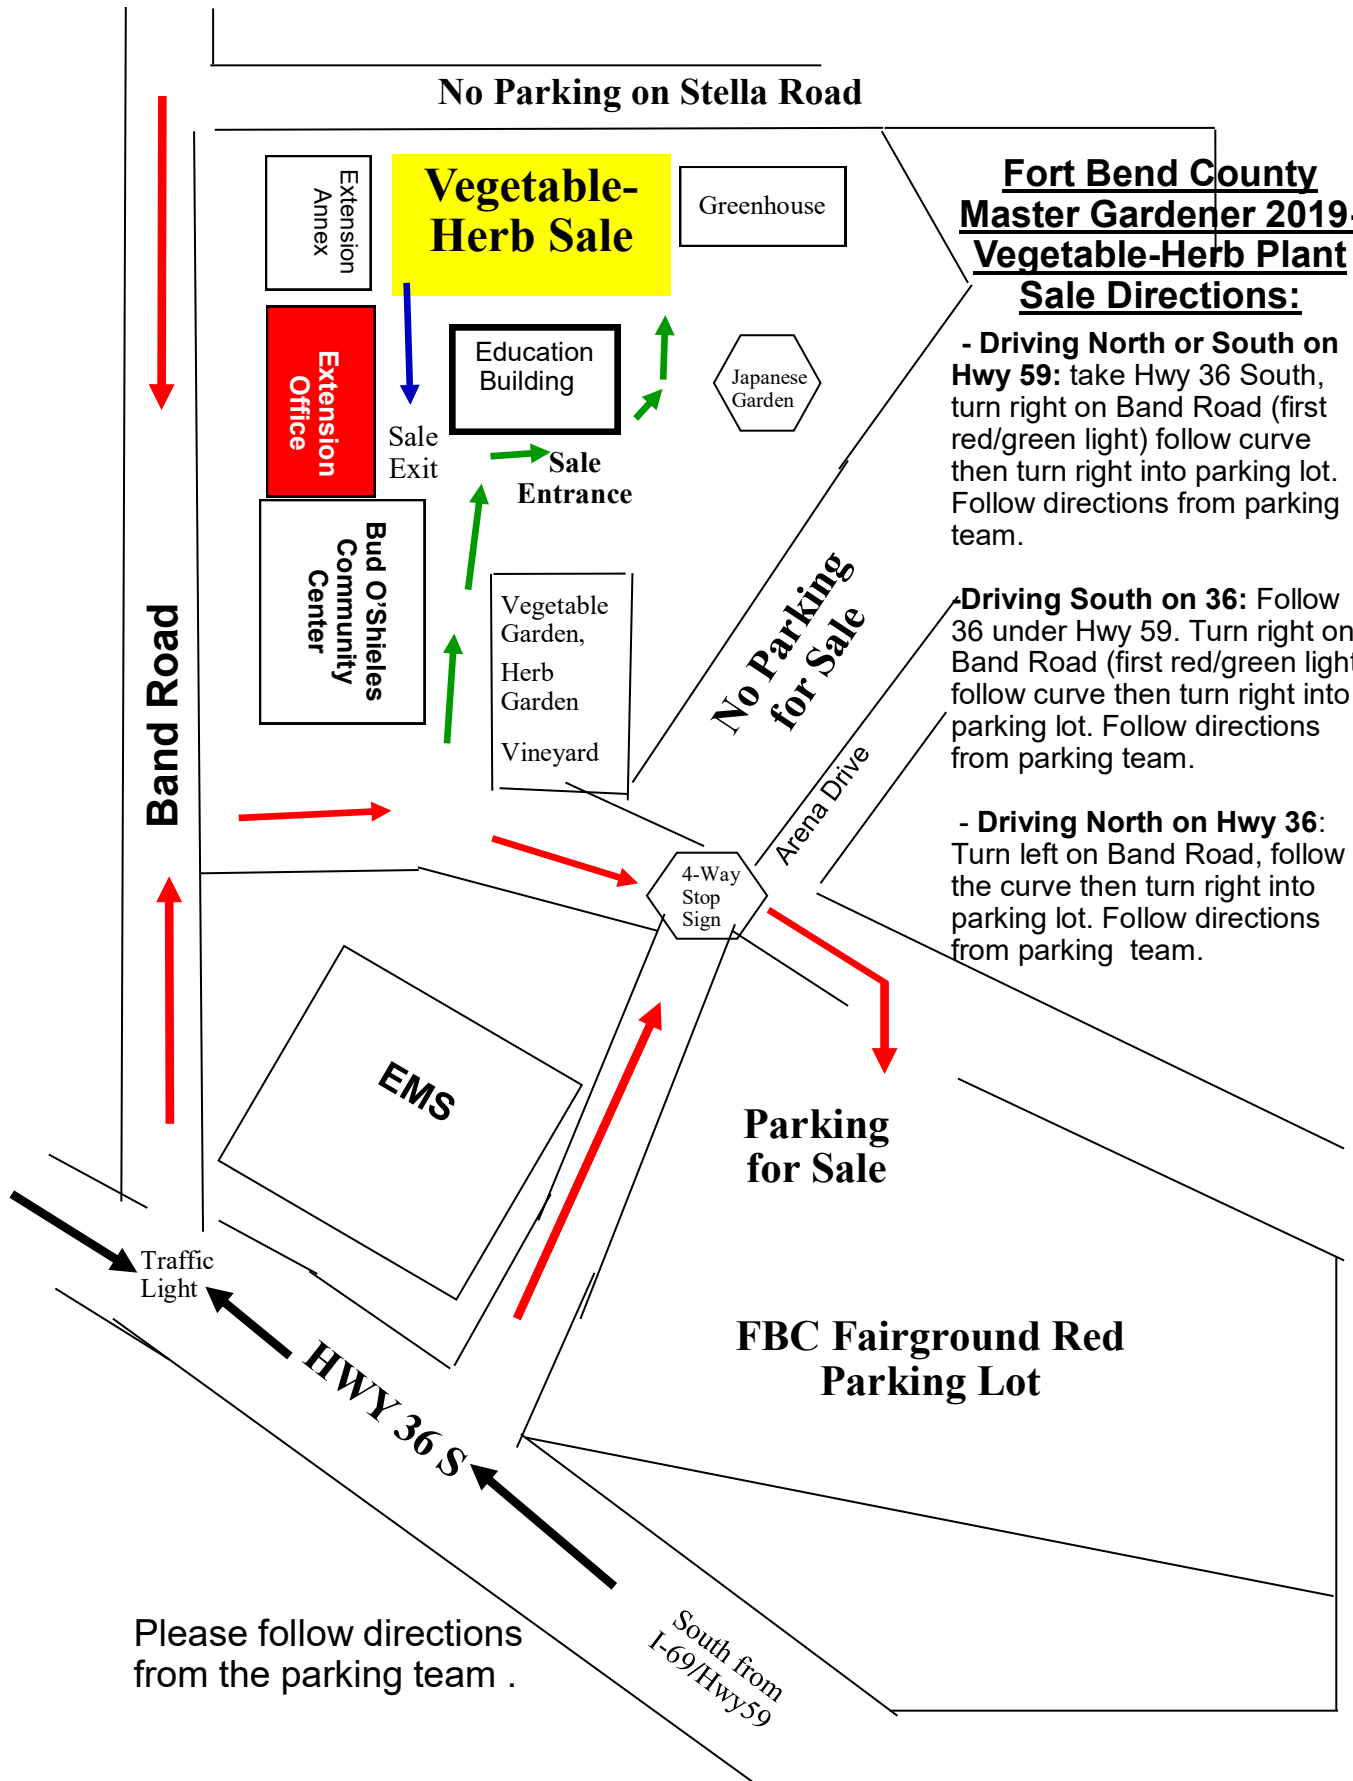 No Parking on Stella Road
Extension
Annex
Vegetable-
Herb Sale
Greenhouse
Fort Bend County
Master Gardener 2019-
Vegetable-Herb Plant
Sale Directions:
- Driving North or South on
Hwy 59: take Hwy 36 South,
turn right on Band Road (first
red/green light) follow curve
then turn right into parking lot.
Follow directions from parking
team.
-Driving South on 36: Follow
36 under Hwy 59. Turn right on
Band Road (first red/green light
follow curve then turn right into
parking lot. Follow directions
from parking team.
- Driving North on Hwy 36:
Turn left on Band Road, follow
the curve then turn right into
parking lot. Follow directions
from parking  team.
Extension
Office
Education
Building
Japanese
Garden
Sale
Exit
Sale
Entrance
Bud O'Shieles
Community
Center
Vegetable
Garden,
Herb
Garden
Vineyard
No Parking
for Sale
Band Road
Arena Drive
4-Way
Stop
Sign
EMS
Parking
for Sale
Traffic
Light
HWY 36 S
FBC Fairground Red
Parking Lot
South from
I-69/Hwy59
Please follow directions
from the parking team .